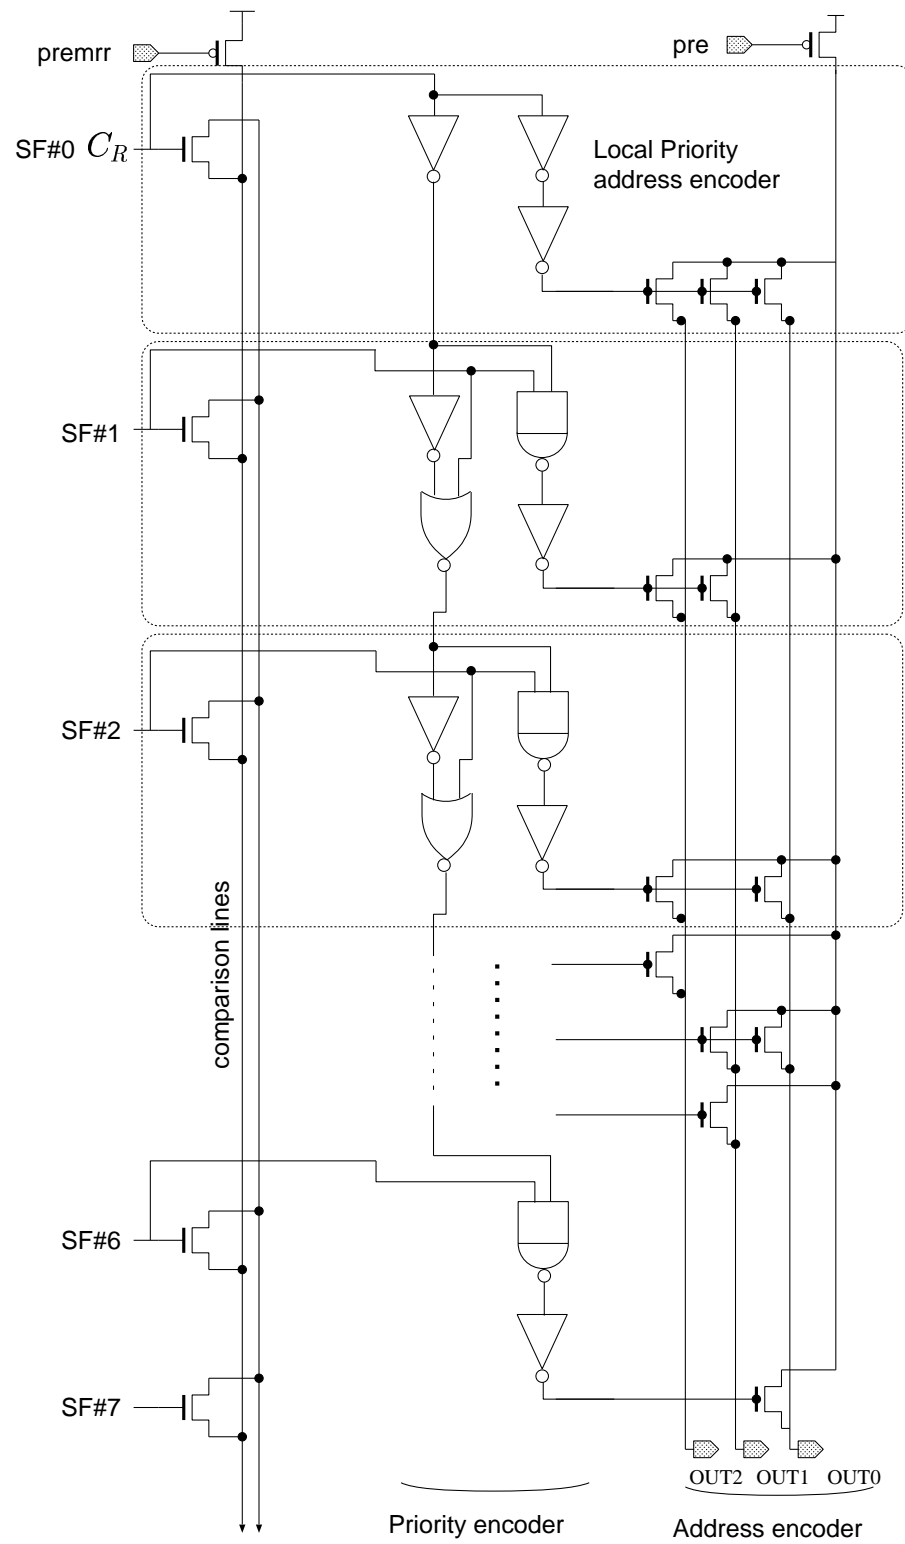 premrr
pre
SF#0 C_R
Local Priority
address encoder
SF#1
SF#2
comparison lines
SF#6
SF#7
OUT2 OUT1 OUT0
Priority encoder
Address encoder